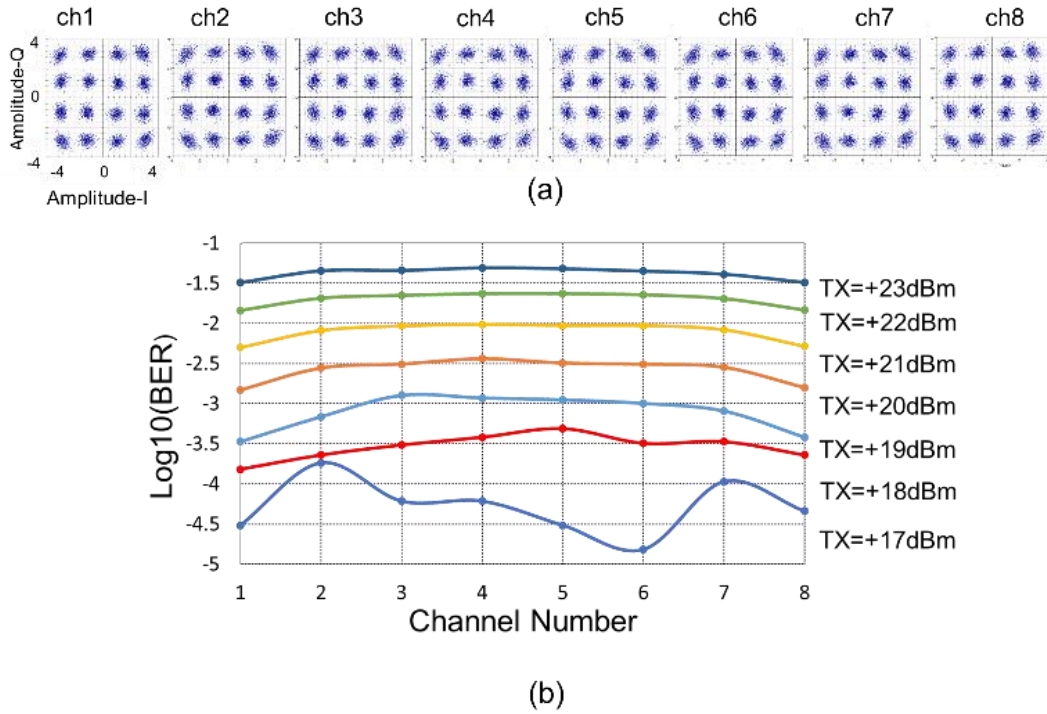 ch1 ch2 ch3 ch4 ch5 ch6 ch7 ch8
4
Amplitude-Q
0
-4
-4 0 4
Amplitude-I
(a)
-1
-1.5
-2
-2.5
-3
-3.5
-4
-4.5
-5
Log10(BER)
TX=+23dBm
TX=+22dBm
TX=+21dBm
TX=+20dBm
TX=+19dBm
TX=+18dBm
TX=+17dBm
1 2 3 4 5 6 7 8
Channel Number
(b)